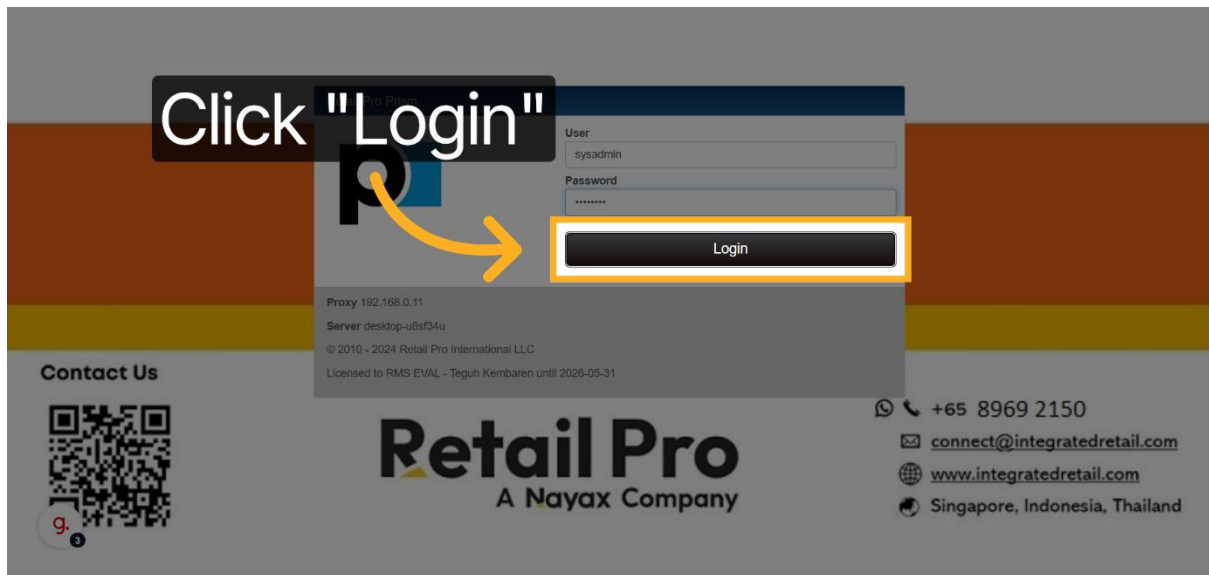 Click "Login"
Pro Prism
User
sysadmin
Password
Login
Proxy 192.168.0.11
Server desktop-u8sf34u
© 2010 - 2024 Retail Pro International LLC
Licensed to RMS EVAL - Teguh Kembaren until 2026-05-31
Contact Us
Retail Pro
A Nayax Company
+65 8969 2150
connect@integratedretail.com
www.integratedretail.com
Singapore, Indonesia, Thailand
g.
3